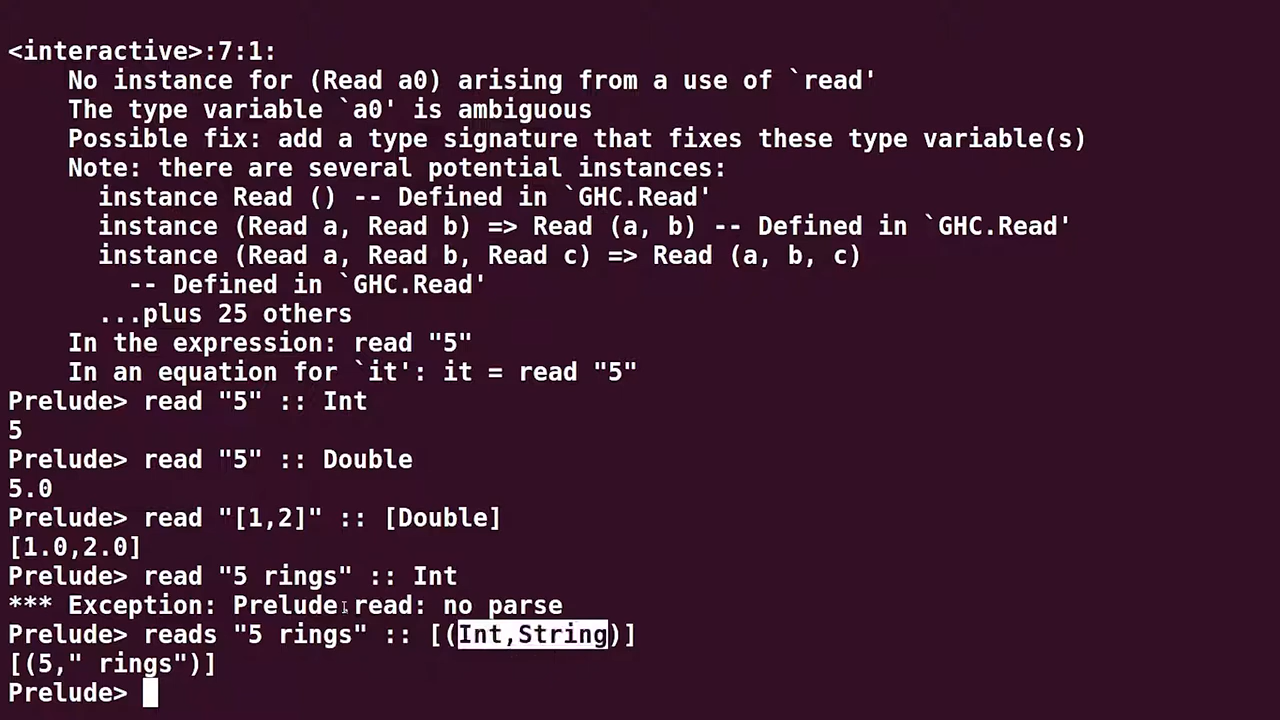 <interactive>:7:1:
    No instance for (Read a0) arising from a use of `read'
    The type variable `a0' is ambiguous
    Possible fix: add a type signature that fixes these type variable(s)
    Note: there are several potential instances:
      instance Read () -- Defined in `GHC.Read'
      instance (Read a, Read b) => Read (a, b) -- Defined in `GHC.Read'
      instance (Read a, Read b, Read c) => Read (a, b, c)
        -- Defined in `GHC.Read'
      ...plus 25 others
    In the expression: read "5"
    In an equation for `it': it = read "5"
Prelude> read "5" :: Int
5
Prelude> read "5" :: Double
5.0
Prelude> read "[1,2]" :: [Double]
[1.0,2.0]
Prelude> read "5 rings" :: Int
*** Exception: Prelude.read: no parse
Prelude> reads "5 rings" :: [(Int,String)]
[(5," rings")]
Prelude>